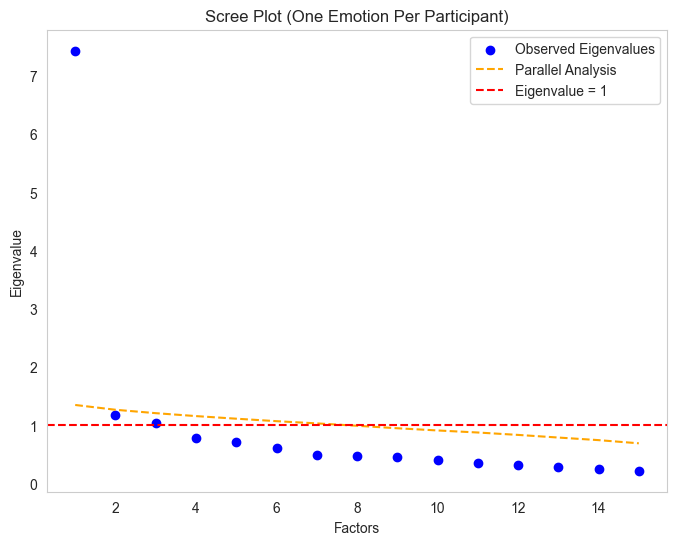 Scree Plot (One Emotion Per Participant)
Observed Eigenvalues
Parallel Analysis
Eigenvalue = 1
Eigenvalue
7
6
5
4
3
2
1
0
2 4 6 8 10 12 14
Factors